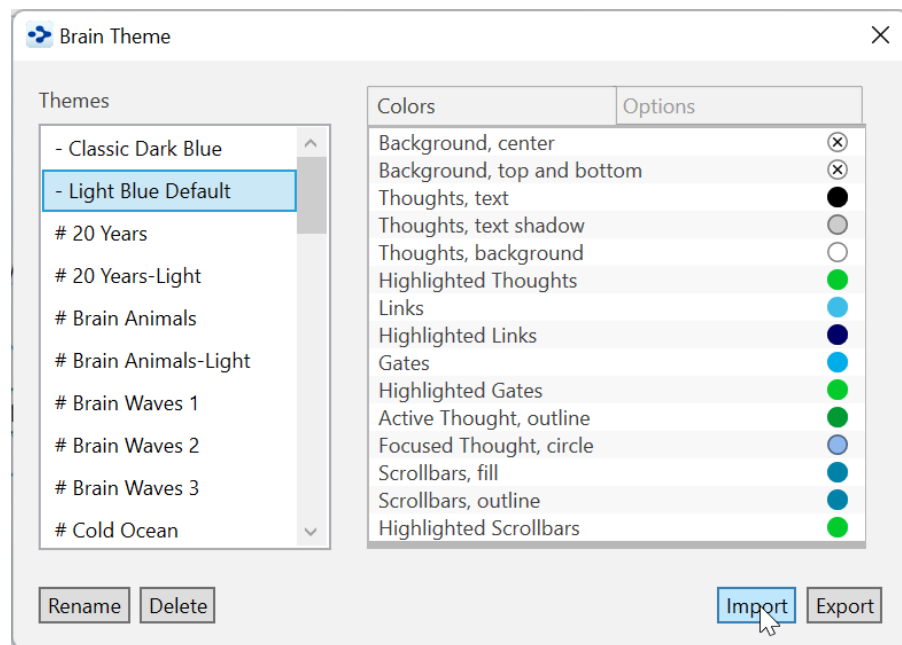 Brain Theme
Themes
- Classic Dark Blue
- Light Blue Default
# 20 Years
# 20 Years-Light
# Brain Animals
# Brain Animals-Light
# Brain Waves 1
# Brain Waves 2
# Brain Waves 3
# Cold Ocean
Colors
Options
Background, center
Background, top and bottom
Thoughts, text
Thoughts, text shadow
Thoughts, background
Highlighted Thoughts
Links
Highlighted Links
Gates
Highlighted Gates
Active Thought, outline
Focused Thought, circle
Scrollbars, fill
Scrollbars, outline
Highlighted Scrollbars
Rename
Delete
Import
Export